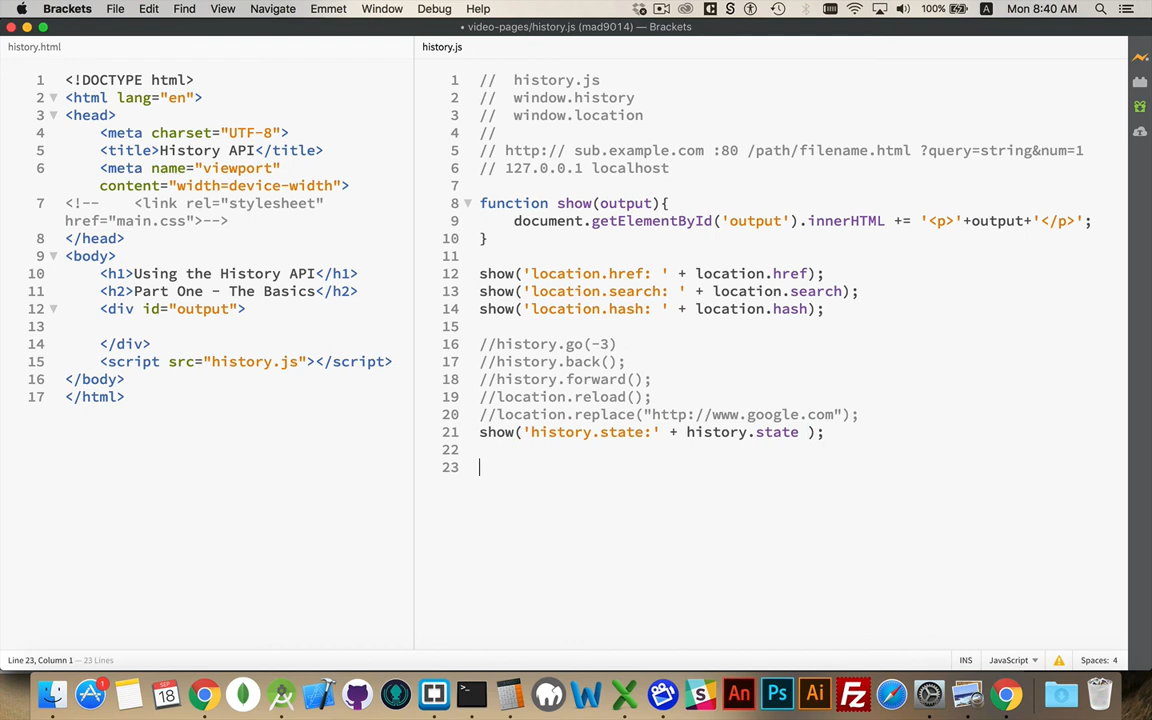 Brackets File Edit Find View Navigate Emmet Window Debug Help 100% A Mon 8:40 AM
• video-pages/history.js (mad9014) — Brackets
history.html
1 <!DOCTYPE html>
2 <html lang="en">
3 <head>
4 <meta charset="UTF-8">
5 <title>History API</title>
6 <meta name="viewport"
content="width=device-width">
7 <!-- <link rel="stylesheet"
href="main.css">-->
8 </head>
9 <body>
10 <h1>Using the History API</h1>
11 <h2>Part One - The Basics</h2>
12 <div id="output">
13
14 </div>
15 <script src="history.js"></script>
16 </body>
17 </html>
history.js
1 // history.js
2 // window.history
3 // window.location
4 //
5 // http:// sub.example.com :80 /path/filename.html ?query=string&num=1
6 // 127.0.0.1 localhost
7
8 function show(output){
9 document.getElementById('output').innerHTML += '<p>'+output+'</p>';
10 }
11
12 show('location.href: ' + location.href);
13 show('location.search: ' + location.search);
14 show('location.hash: ' + location.hash);
15
16 //history.go(-3)
17 //history.back();
18 //history.forward();
19 //location.reload();
20 //location.replace("http://www.google.com");
21 show('history.state:' + history.state );
22
23
Line 23, Column 1 — 23 Lines INS JavaScript Spaces: 4
1 SEP 18 W X S An Ps Ai Fz